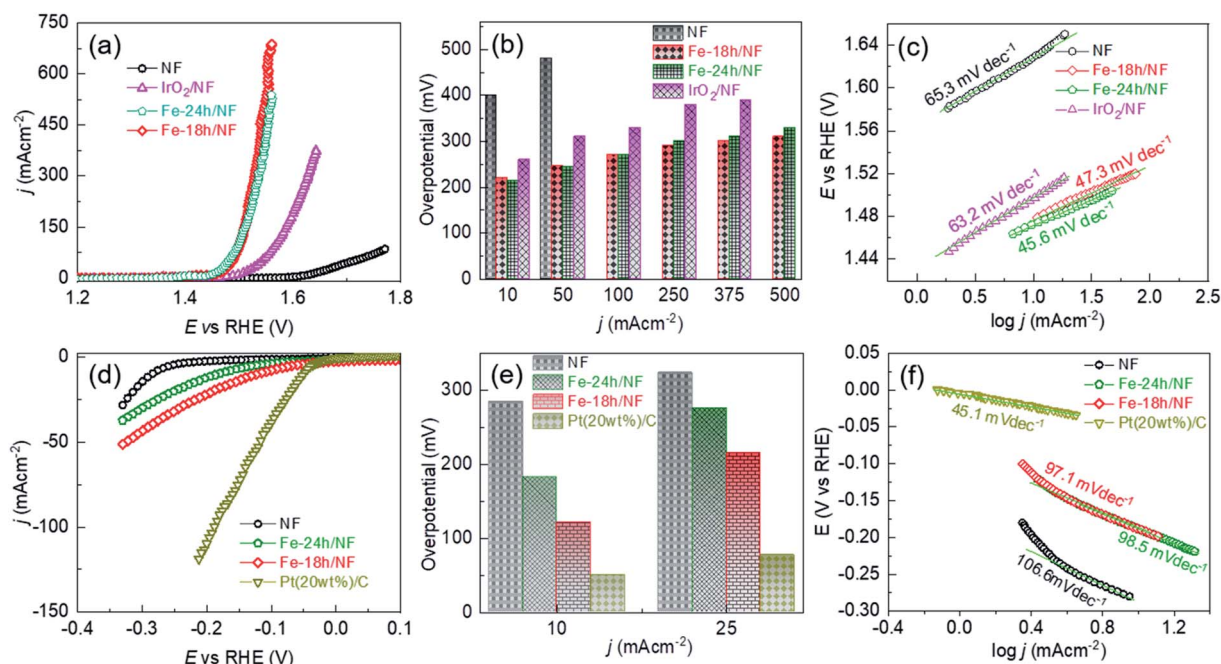 (a)
750
600
450
300
150
0
j (mAcm⁻²)
NF
IrO₂/NF
Fe-24h/NF
Fe-18h/NF
1.2
1.4
1.6
1.8
E vs RHE (V)
(b)
500
400
300
200
100
0
Overpotential (mV)
NF
Fe-18h/NF
Fe-24h/NF
IrO₂/NF
10
50
100
250
375
500
j (mAcm⁻²)
(c)
1.64
1.60
1.56
1.52
1.48
1.44
E vs RHE (V)
65.3 mV dec⁻¹
NF
Fe-18h/NF
Fe-24h/NF
IrO₂/NF
63.2 mV dec⁻¹
47.3 mV dec⁻¹
45.6 mV dec⁻¹
0.0
0.5
1.0
1.5
2.0
2.5
log j (mAcm⁻²)
(d)
0
-50
-100
-150
j (mAcm⁻²)
NF
Fe-24h/NF
Fe-18h/NF
Pt(20wt%)/C
-0.4
-0.3
-0.2
-0.1
0.0
0.1
E vs RHE (V)
(e)
300
200
100
0
Overpotential (mV)
NF
Fe-24h/NF
Fe-18h/NF
Pt(20wt%)/C
10
25
j (mAcm⁻²)
(f)
0.05
0.00
-0.05
-0.10
-0.15
-0.20
-0.25
-0.30
E (V vs RHE)
NF
Fe-24h/NF
Fe-18h/NF
Pt(20wt%)/C
45.1 mVdec⁻¹
97.1 mVdec⁻¹
98.5 mVdec⁻¹
106.6mVdec⁻¹
0.0
0.4
0.8
1.2
log j (mAcm⁻²)